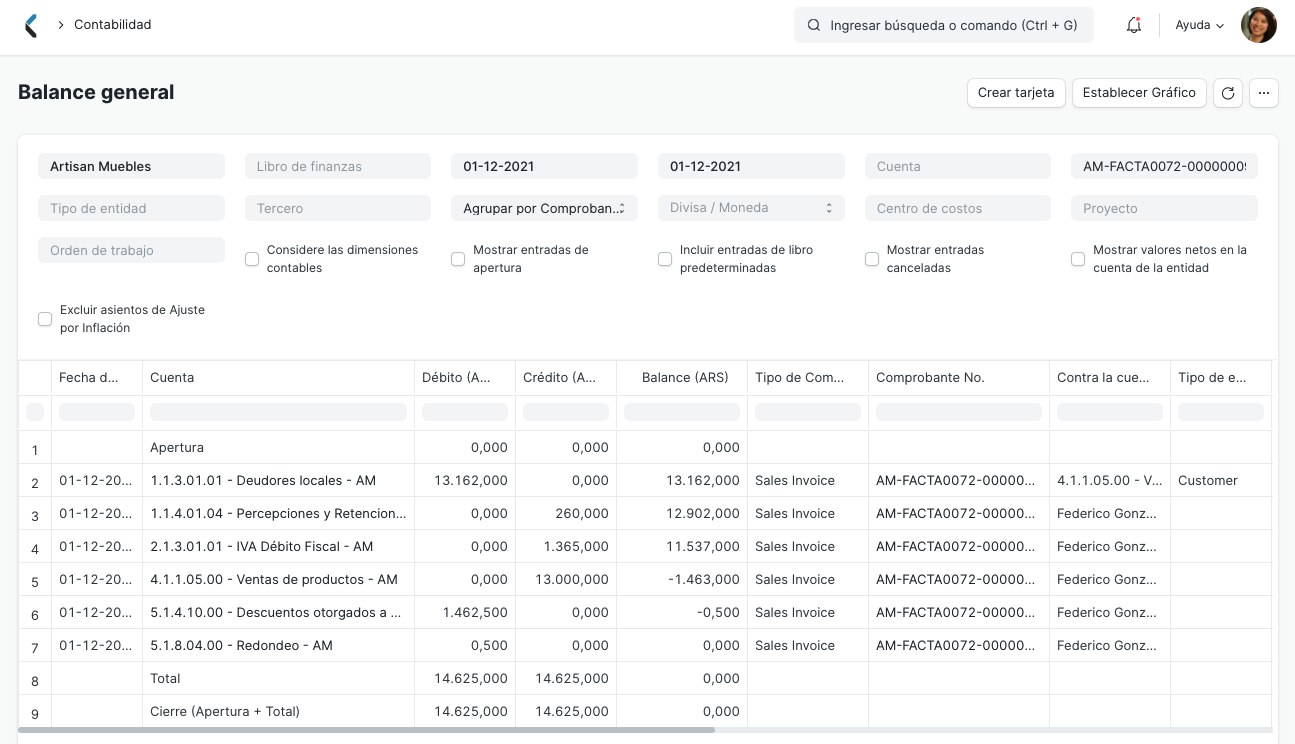 Contabilidad
Ingresar búsqueda o comando (Ctrl + G)
Ayuda
Balance general
Crear tarjeta
Establecer Gráfico
Artisan Muebles
Libro de finanzas
01-12-2021
01-12-2021
Cuenta
AM-FACTA0072-0000000
Tipo de entidad
Tercero
Agrupar por Comproban...
Divisa / Moneda
Centro de costos
Proyecto
Orden de trabajo
Considere las dimensiones
contables
Mostrar entradas de
apertura
Incluir entradas de libro
predeterminadas
Mostrar entradas
canceladas
Mostrar valores netos en la
cuenta de la entidad
Excluir asientos de Ajuste
por Inflación
Fecha d... Cuenta Débito (A... Crédito (A... Balance (ARS) Tipo de Com... Comprobante No. Contra la cue... Tipo de e...
1 Apertura 0,000 0,000 0,000
2 01-12-20... 1.1.3.01.01 - Deudores locales - AM 13.162,000 0,000 13.162,000 Sales Invoice AM-FACTA0072-00000... 4.1.1.05.00 - V... Customer
3 01-12-20... 1.1.4.01.04 - Percepciones y Retencion... 0,000 260,000 12.902,000 Sales Invoice AM-FACTA0072-00000... Federico Gonz...
4 01-12-20... 2.1.3.01.01 - IVA Débito Fiscal - AM 0,000 1.365,000 11.537,000 Sales Invoice AM-FACTA0072-00000... Federico Gonz...
5 01-12-20... 4.1.1.05.00 - Ventas de productos - AM 0,000 13.000,000 -1.463,000 Sales Invoice AM-FACTA0072-00000... Federico Gonz...
6 01-12-20... 5.1.4.10.00 - Descuentos otorgados a ... 1.462,500 0,000 -0,500 Sales Invoice AM-FACTA0072-00000... Federico Gonz...
7 01-12-20... 5.1.8.04.00 - Redondeo - AM 0,500 0,000 0,000 Sales Invoice AM-FACTA0072-00000... Federico Gonz...
8 Total 14.625,000 14.625,000 0,000
9 Cierre (Apertura + Total) 14.625,000 14.625,000 0,000